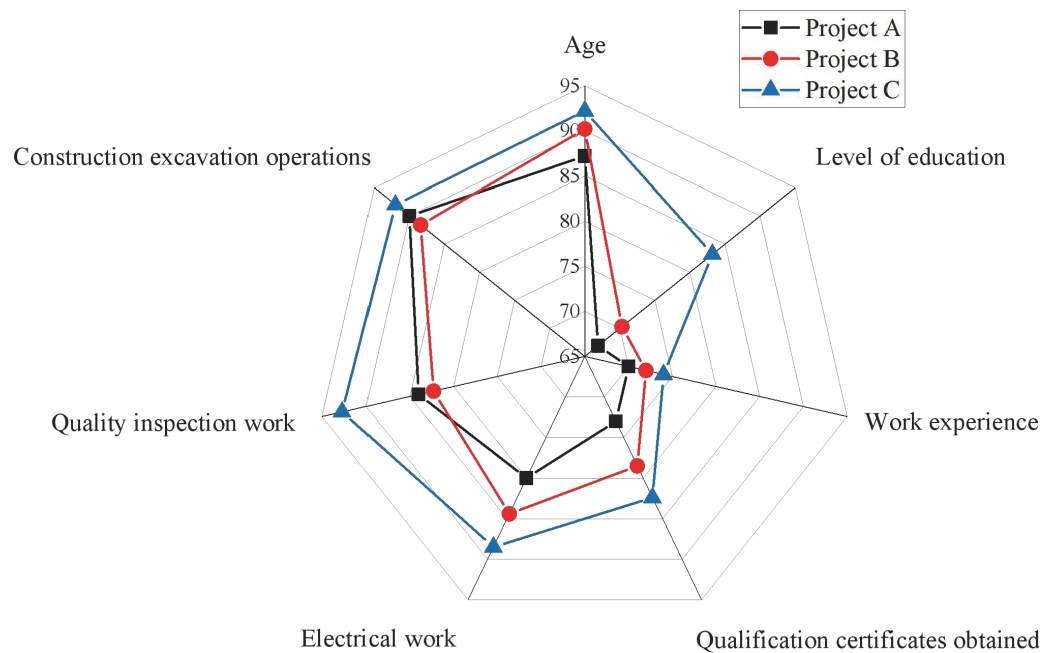 Project A
Project B
Project C
Age
95
90
85
80
75
70
65
Construction excavation operations
Level of education
Quality inspection work
Work experience
Electrical work
Qualification certificates obtained